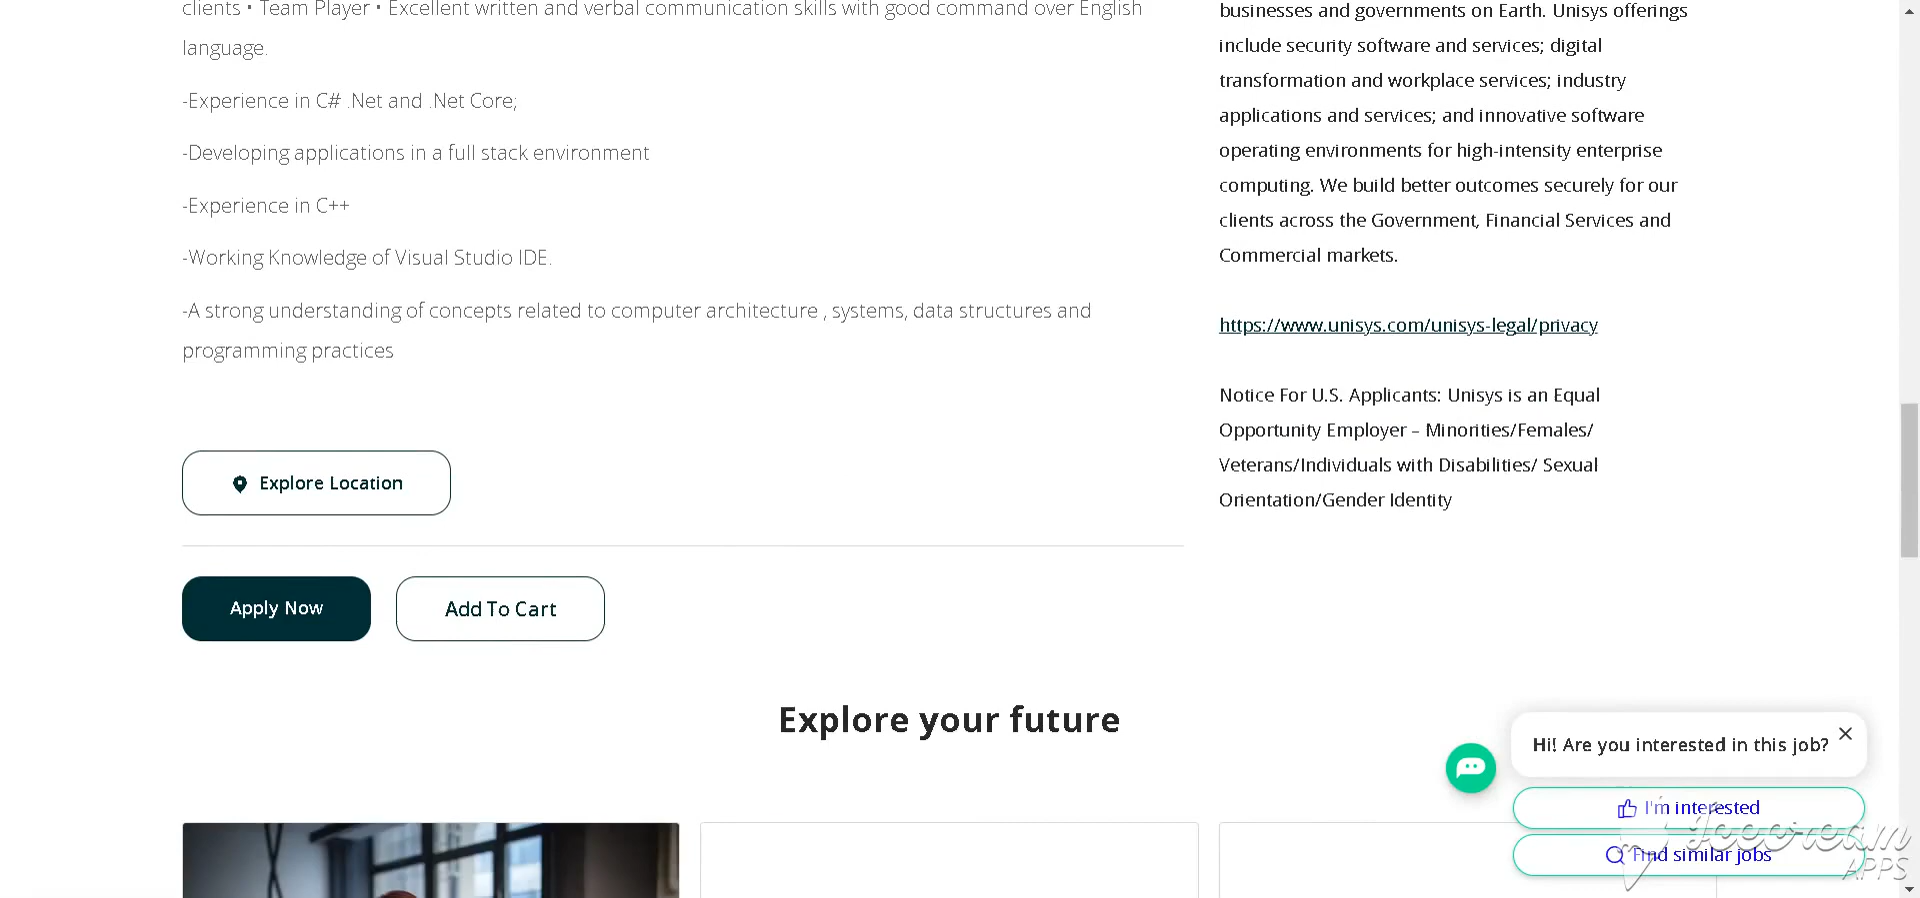 clients • Team Player • Excellent written and verbal communication skills with good command over English
language.
-Experience in C# .Net and .Net Core;
-Developing applications in a full stack environment
-Experience in C++
-Working Knowledge of Visual Studio IDE.
-A strong understanding of concepts related to computer architecture , systems, data structures and
programming practices
Explore Location
Apply Now
Add To Cart
businesses and governments on Earth. Unisys offerings
include security software and services; digital
transformation and workplace services; industry
applications and services; and innovative software
operating environments for high-intensity enterprise
computing. We build better outcomes securely for our
clients across the Government, Financial Services and
Commercial markets.
https://www.unisys.com/unisys-legal/privacy
Notice For U.S. Applicants: Unisys is an Equal
Opportunity Employer – Minorities/Females/
Veterans/Individuals with Disabilities/ Sexual
Orientation/Gender Identity
Explore your future
Hi! Are you interested in this job?
I'm interested
Find similar jobs
Icecream
APPS